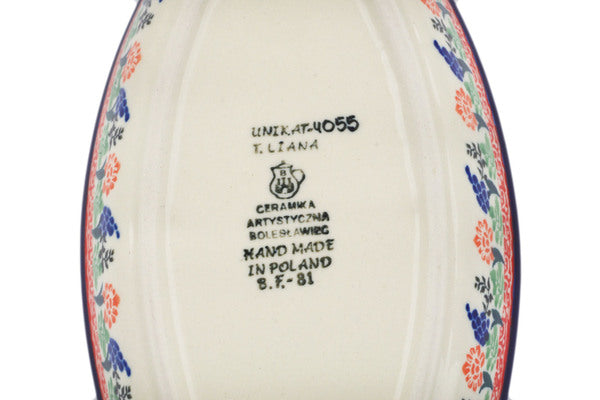 UNIKAT-4055
T. LIANA
B
CERAMIKA
ARTYSTYCZNA
BOLESŁAWIEC
HAND MADE
IN POLAND
B.F.-81